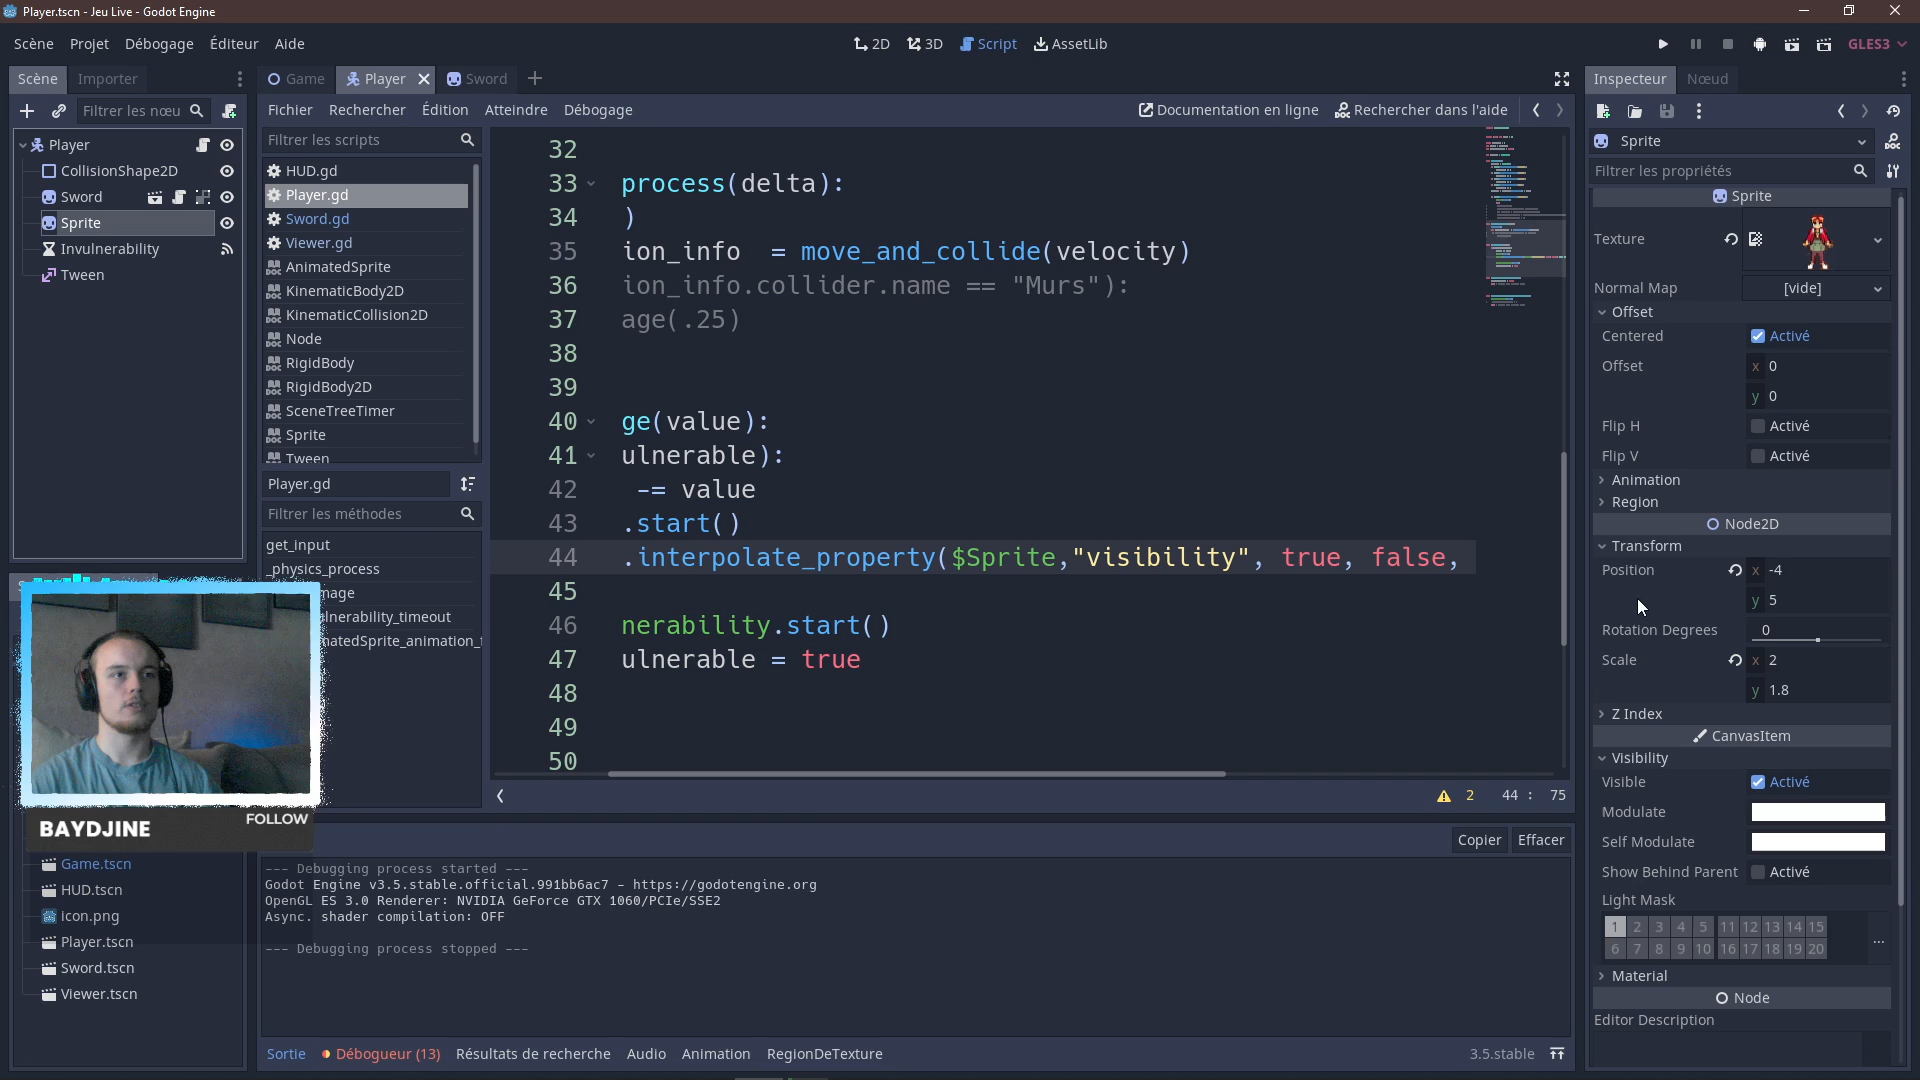 Player.tscn - Jeu Live - Godot Engine
Scène Projet Débogage Éditeur Aide
2D 3D Script AssetLib
GLES3
Scène Importer
Filtrer les nœu
Player
CollisionShape2D
Sword
Sprite
Invulnerability
Tween
Game Player Sword
Fichier Rechercher Édition Atteindre Débogage
Documentation en ligne Rechercher dans l'aide
Filtrer les scripts
HUD.gd
Player.gd
Sword.gd
Viewer.gd
AnimatedSprite
KinematicBody2D
KinematicCollision2D
Node
RigidBody
RigidBody2D
SceneTreeTimer
Sprite
Tween
Player.gd
Filtrer les méthodes
get_input
_physics_process
mage
lnerability_timeout
natedSprite_animation_f
32
33 process(delta):
34 )
35 ion_info = move_and_collide(velocity)
36 ion_info.collider.name == "Murs"):
37 age(.25)
38
39
40 ge(value):
41 ulnerable):
42 -= value
43 .start()
44 .interpolate_property($Sprite,"visibility", true, false,
45
46 nerability.start()
47 ulnerable = true
48
49
50
2 44 : 75
Copier Effacer
--- Debugging process started ---
Godot Engine v3.5.stable.official.991bb6ac7 - https://godotengine.org
OpenGL ES 3.0 Renderer: NVIDIA GeForce GTX 1060/PCIe/SSE2
Async. shader compilation: OFF
--- Debugging process stopped ---
Sortie Débogueur (13) Résultats de recherche Audio Animation RegionDeTexture
3.5.stable
BAYDJINE
FOLLOW
Game.tscn
HUD.tscn
icon.png
Player.tscn
Sword.tscn
Viewer.tscn
Inspecteur Nœud
Sprite
Filtrer les propriétés
Sprite
Texture
Normal Map [vide]
Offset
Centered Activé
Offset x 0
y 0
Flip H Activé
Flip V Activé
Animation
Region
Node2D
Transform
Position x -4
y 5
Rotation Degrees 0
Scale x 2
y 1.8
Z Index
CanvasItem
Visibility
Visible Activé
Modulate
Self Modulate
Show Behind Parent Activé
Light Mask
1 2 3 4 5 11 12 13 14 15
6 7 8 9 10 16 17 18 19 20
...
Material
Node
Editor Description